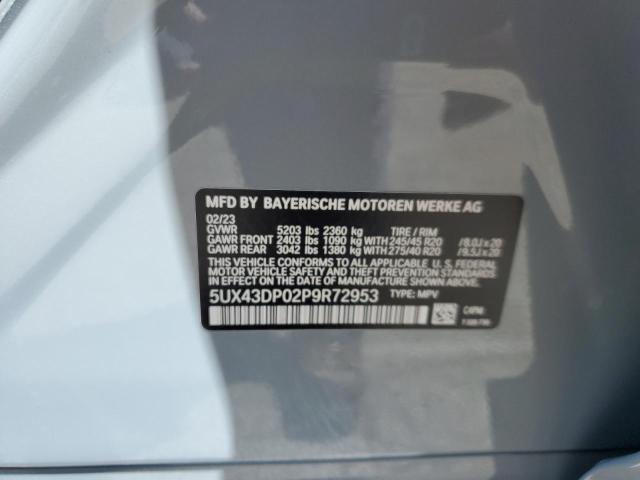 MFD BY BAYERISCHE MOTOREN WERKE AG
02/23
GVWR 5203 lbs 2360 kg TIRE / RIM
GAWR FRONT 2403 lbs 1090 kg WITH 245/45 R20 /8.0J x 20
GAWR REAR 3042 lbs 1380 kg WITH 275/40 R20 /9.5J x 20
THIS VEHICLE CONFORMS TO ALL APPLICABLE U.S. FEDERAL
MOTOR VEHICLE SAFETY, BUMPER, AND THEFT PREVENTION
STANDARDS IN EFFECT ON THE DATE OF MANUFACTURE SHOWN ABOVE.
5UX43DP02P9R72953 TYPE: MPV